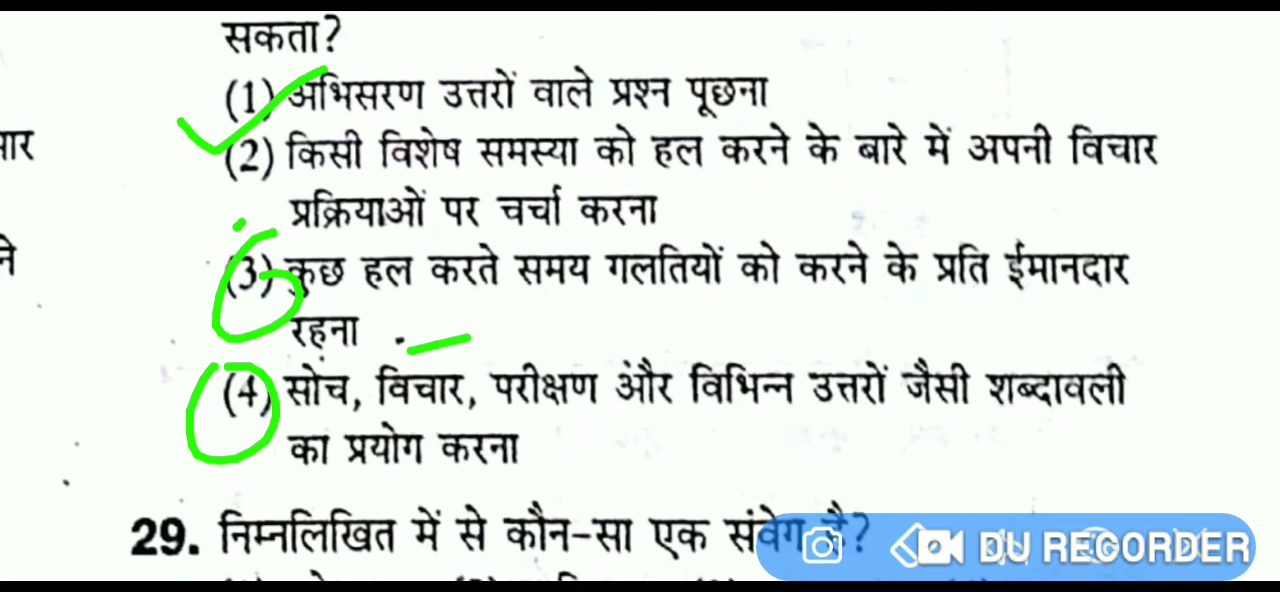 सकता?
(1) अभिसरण उत्तरों वाले प्रश्न पूछना
(2) किसी विशेष समस्या को हल करने के बारे में अपनी विचार
प्रक्रियाओं पर चर्चा करना
(3) कुछ हल करते समय गलतियों को करने के प्रति ईमानदार
रहना
(4) सोच, विचार, परीक्षण और विभिन्न उत्तरों जैसी शब्दावली
का प्रयोग करना
29. निम्नलिखित में से कौन-सा एक संवेग है?
DU RECORDER